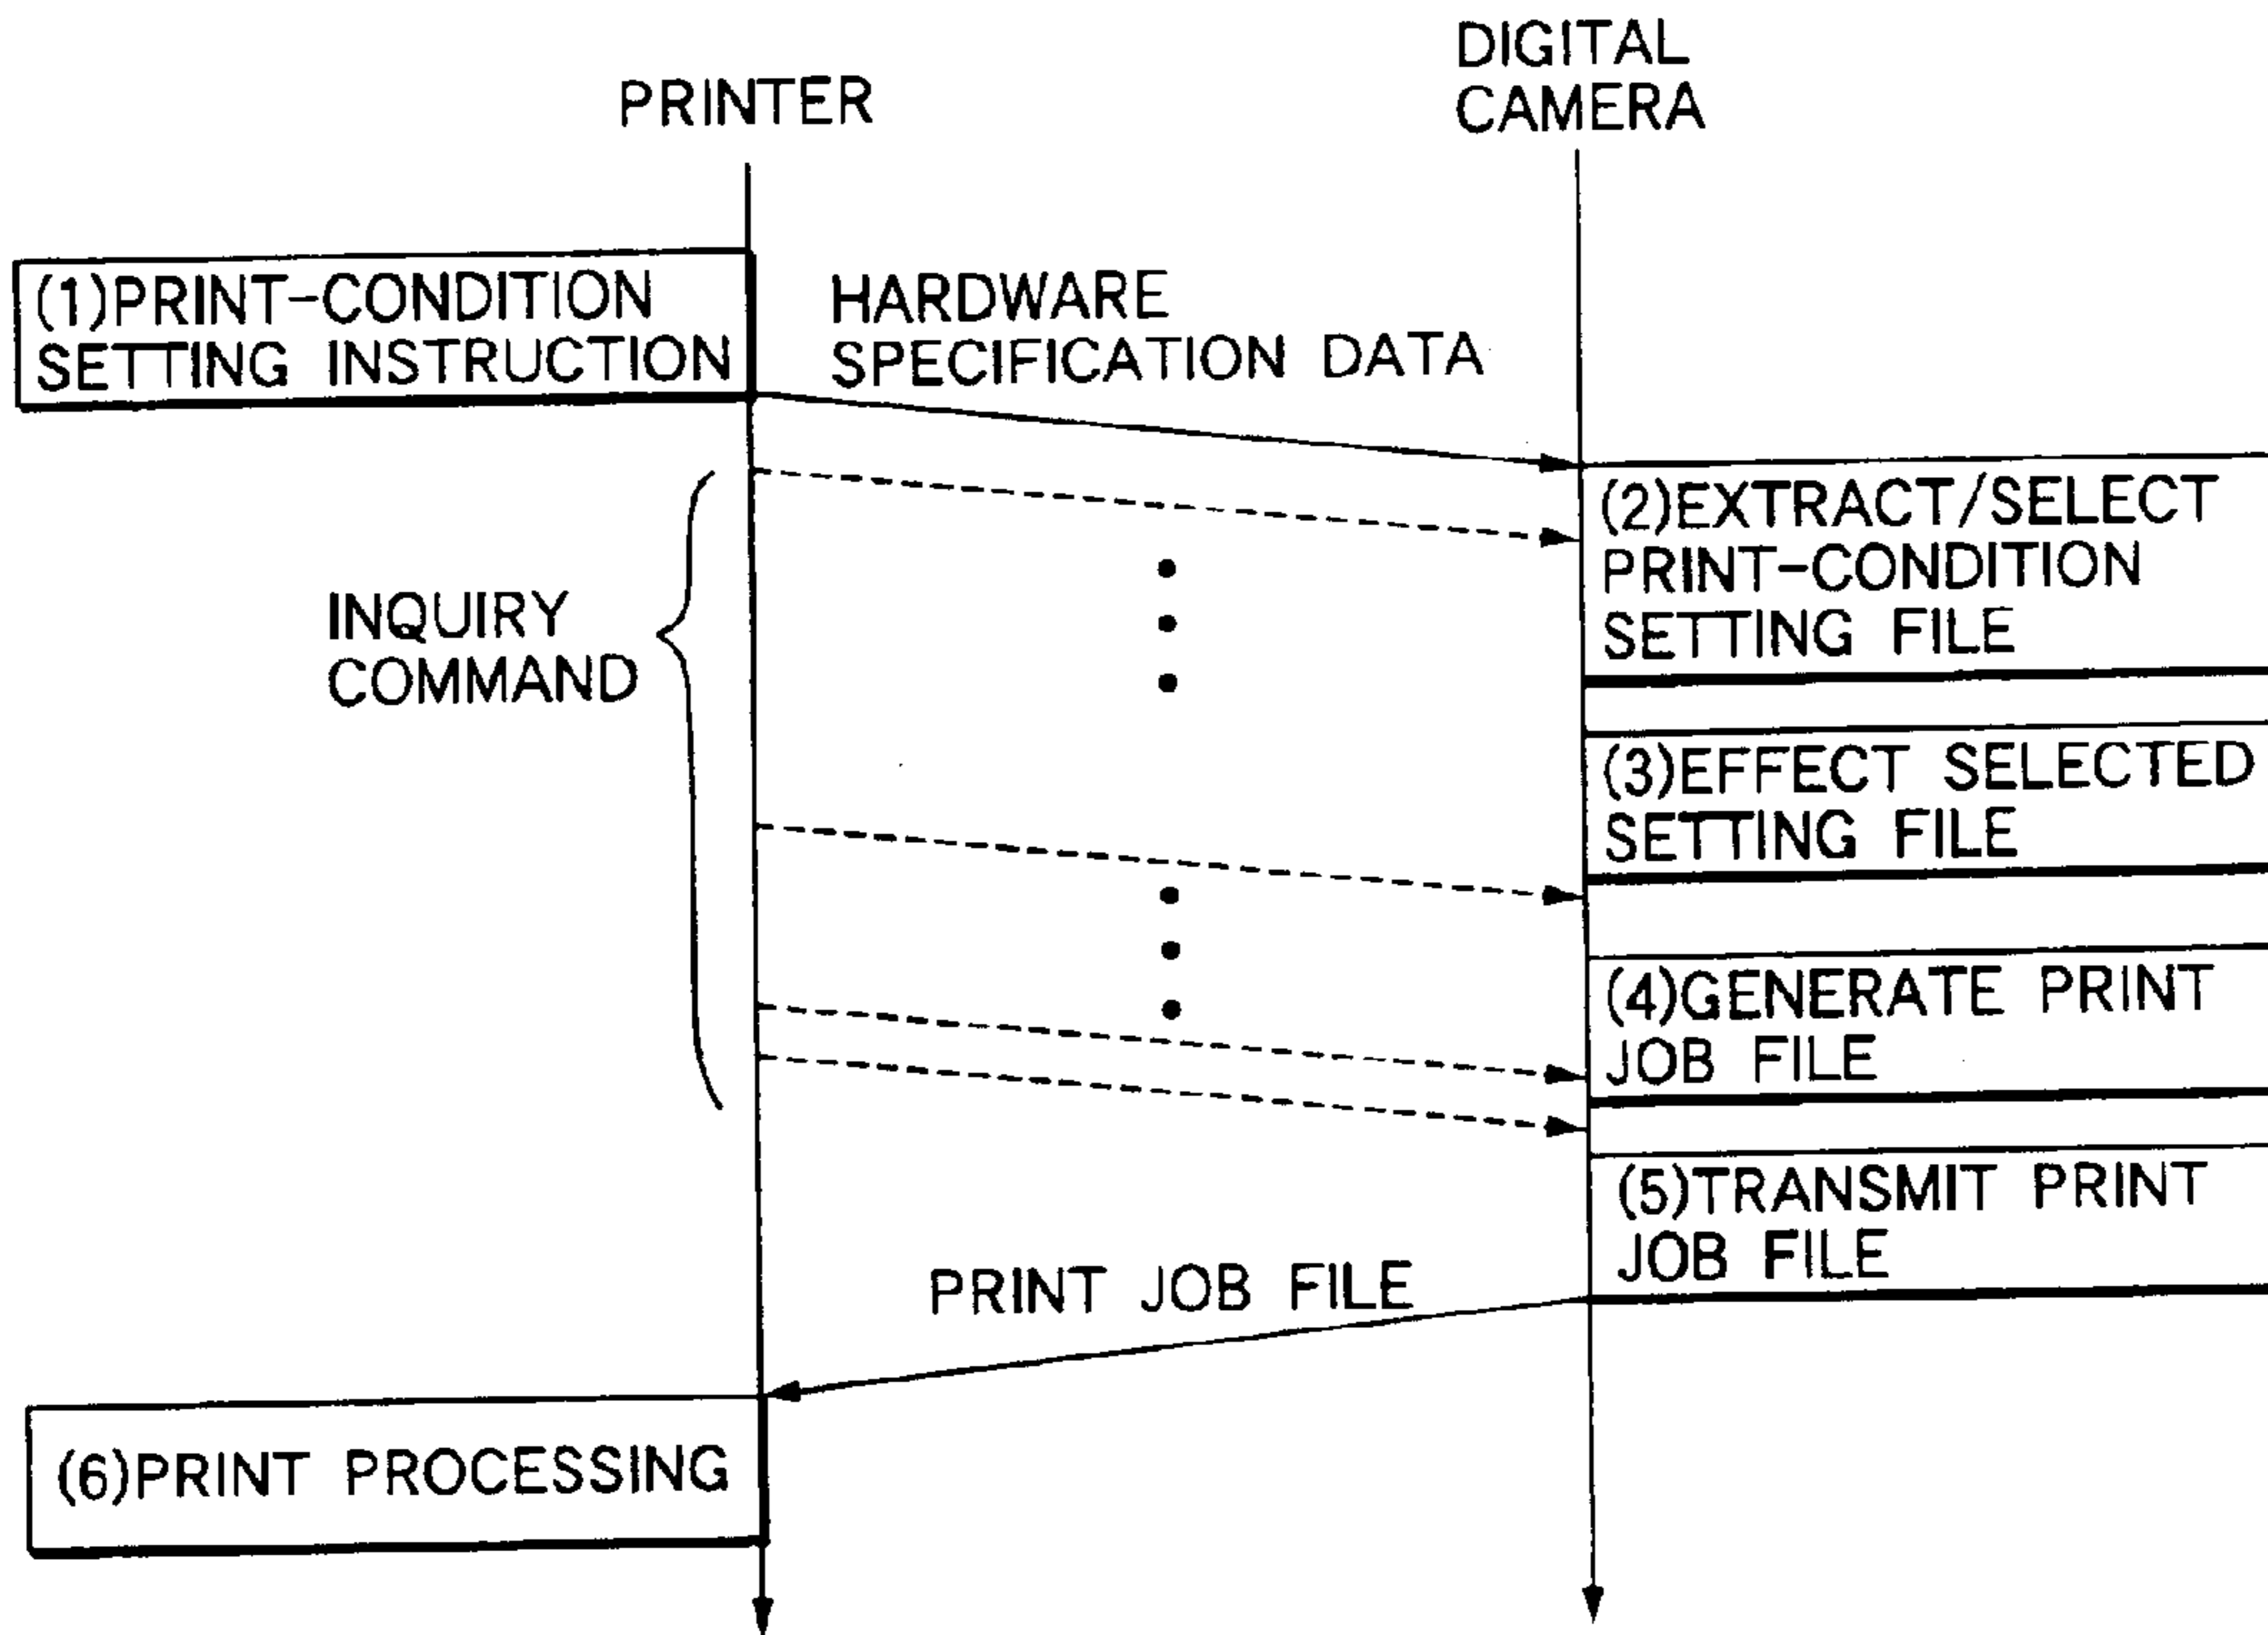 DIGITAL
CAMERA
PRINTER
(1)PRINT-CONDITION
SETTING INSTRUCTION
HARDWARE
SPECIFICATION DATA
(2)EXTRACT/SELECT
PRINT-CONDITION
SETTING FILE
INQUIRY
COMMAND
(3)EFFECT SELECTED
SETTING FILE
(4)GENERATE PRINT
JOB FILE
(5)TRANSMIT PRINT
JOB FILE
PRINT JOB FILE
(6)PRINT PROCESSING